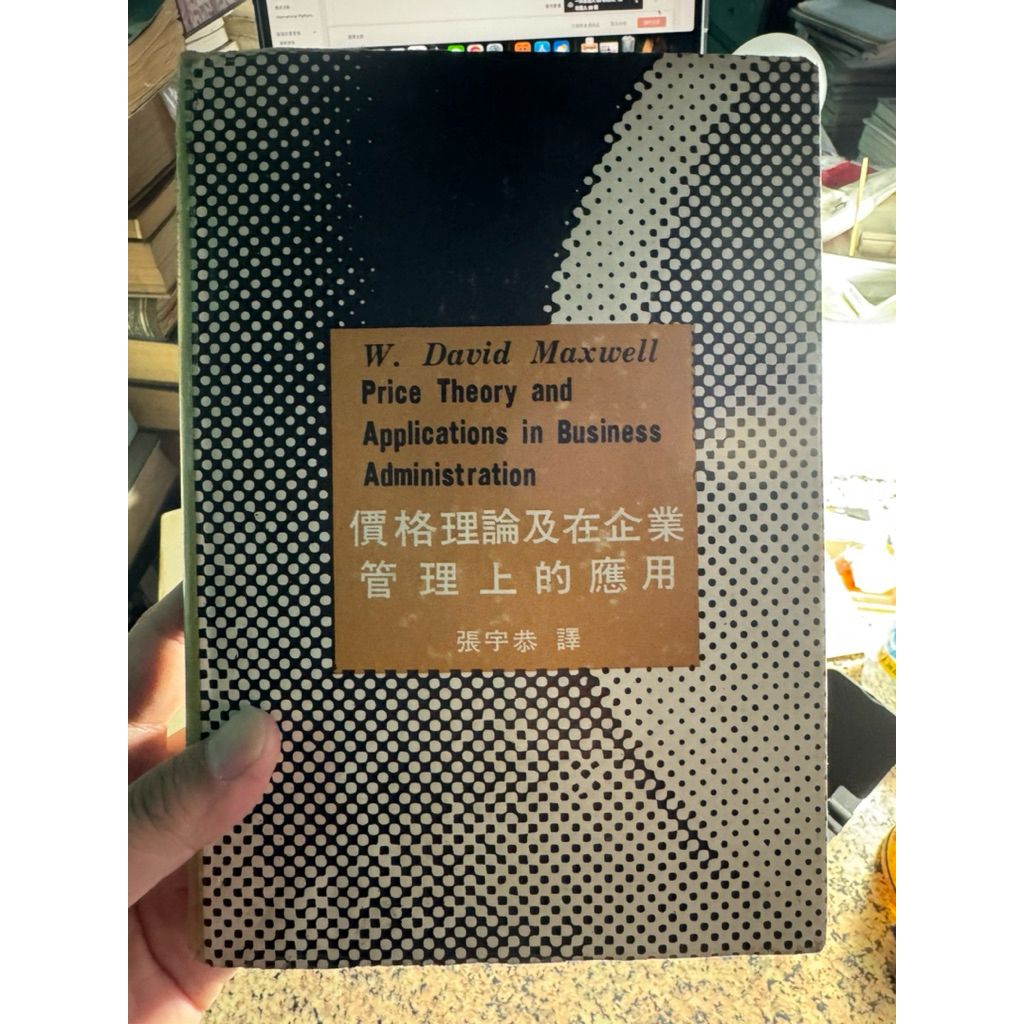 W. David Maxwell
Price Theory and
Applications in Business
Administration
價格理論及在企業
管理上的應用
張宇恭 譯